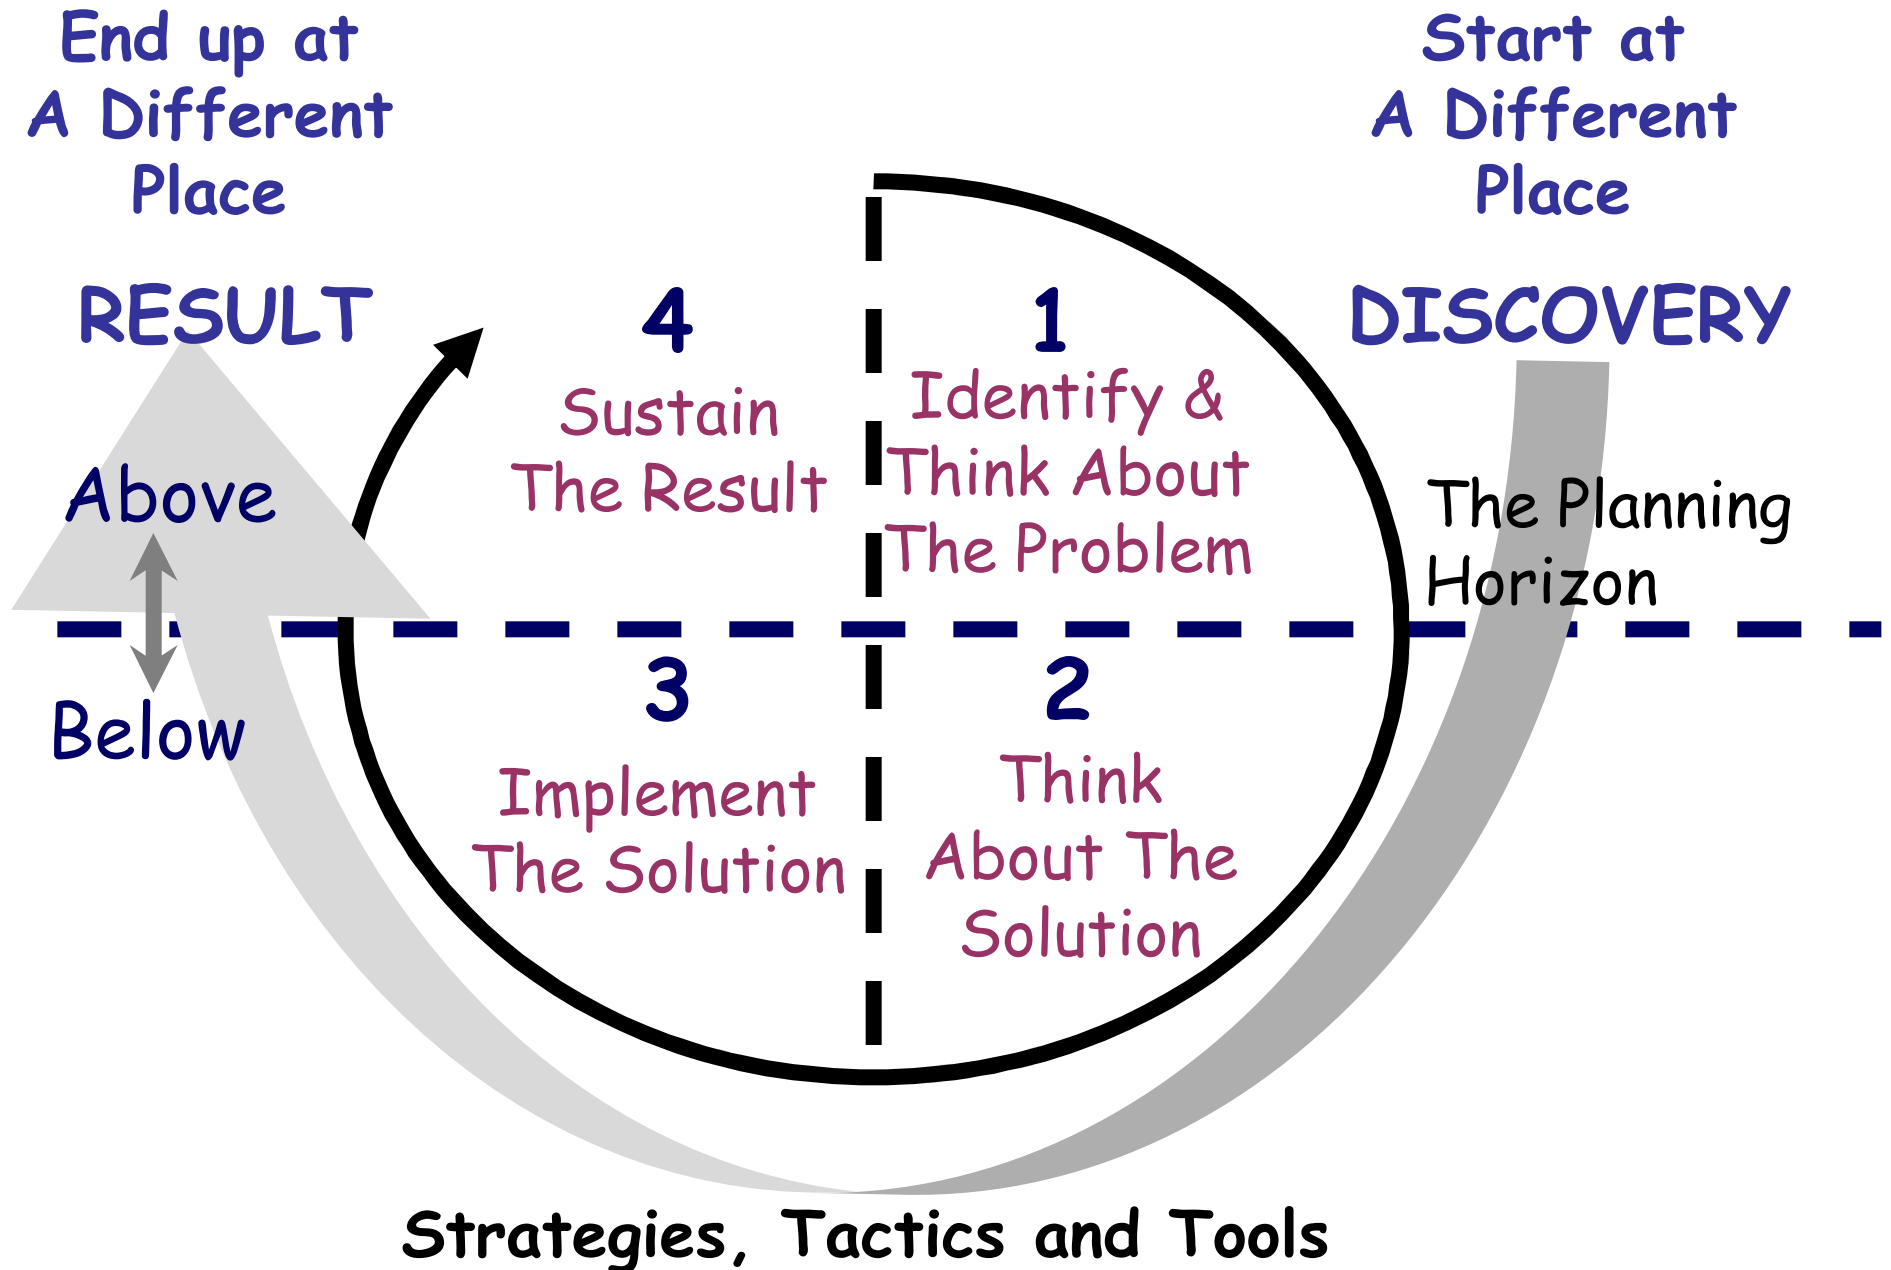 End up at
A Different
Place
RESULT
Start at
A Different
Place
DISCOVERY
4
Sustain
The Result
1
Identify &
Think About
The Problem
Above
Below
The Planning
Horizon
3
Implement
The Solution
2
Think
About The
Solution
Strategies, Tactics and Tools